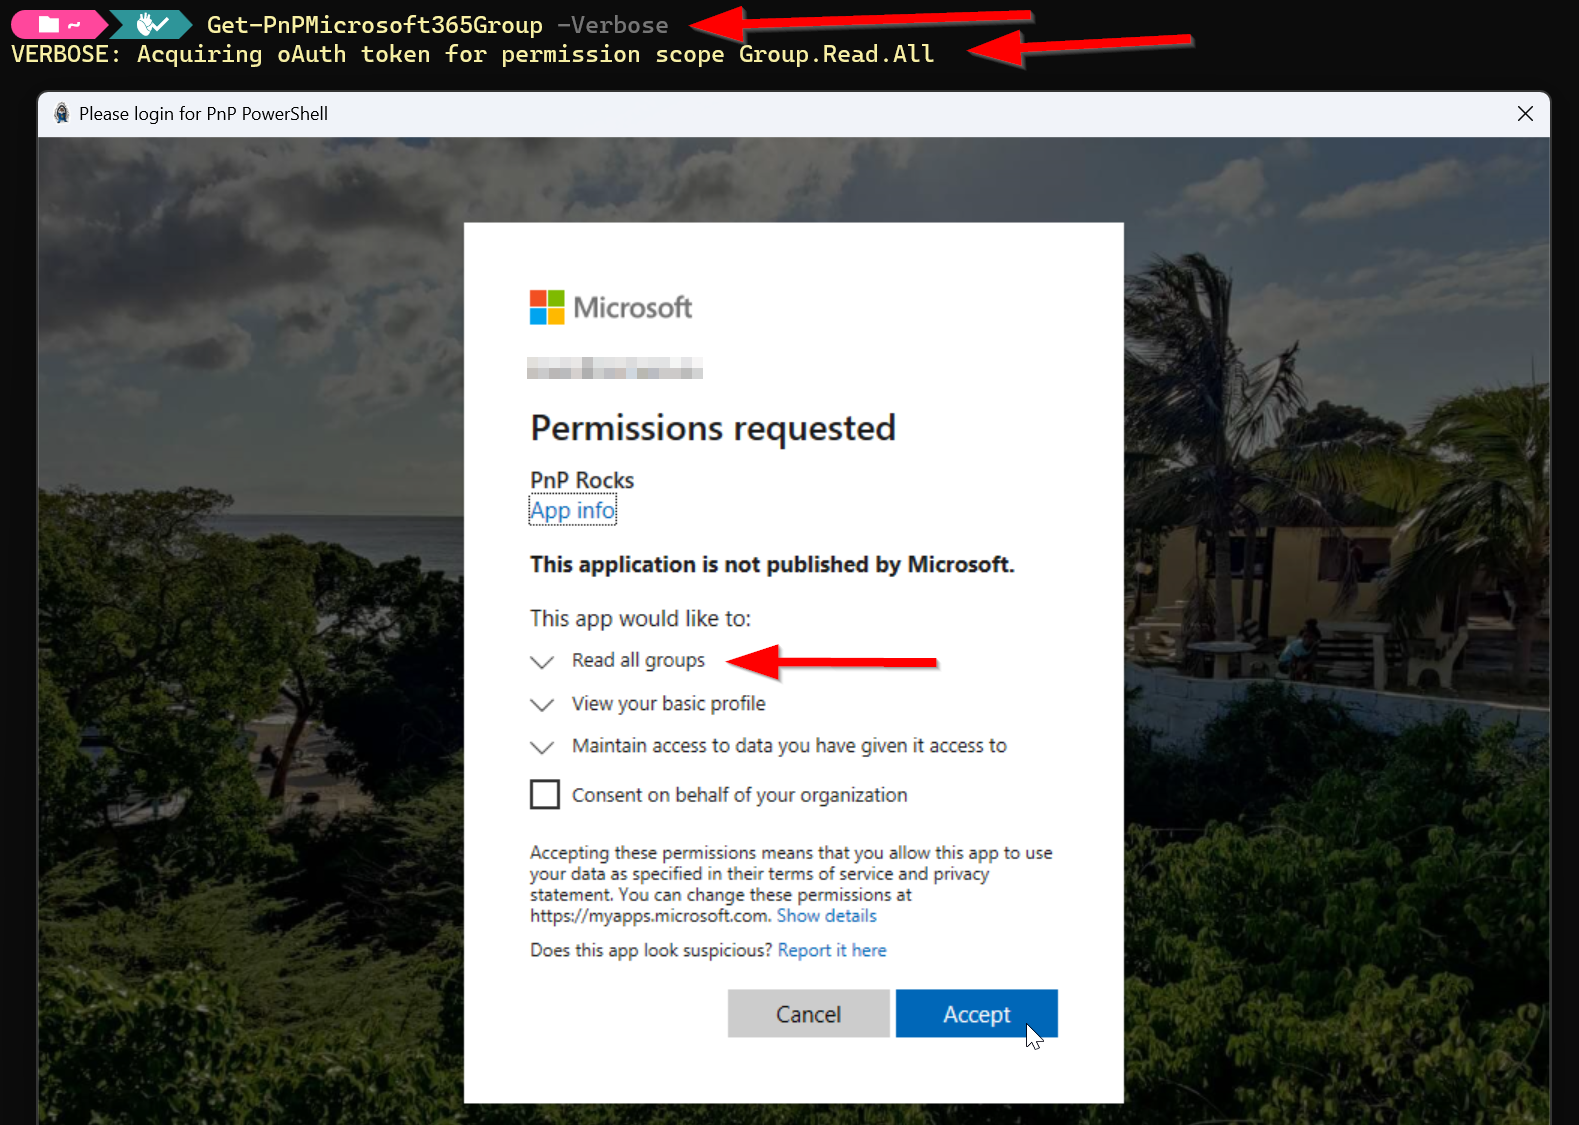 ~ Get-PnPMicrosoft365Group -Verbose
VERBOSE: Acquiring oAuth token for permission scope Group.Read.All
Please login for PnP PowerShell
Microsoft
Permissions requested
PnP Rocks
App info
This application is not published by Microsoft.
This app would like to:
Read all groups
View your basic profile
Maintain access to data you have given it access to
Consent on behalf of your organization
Accepting these permissions means that you allow this app to use
your data as specified in their terms of service and privacy
statement. You can change these permissions at
https://myapps.microsoft.com. Show details
Does this app look suspicious? Report it here
Cancel
Accept